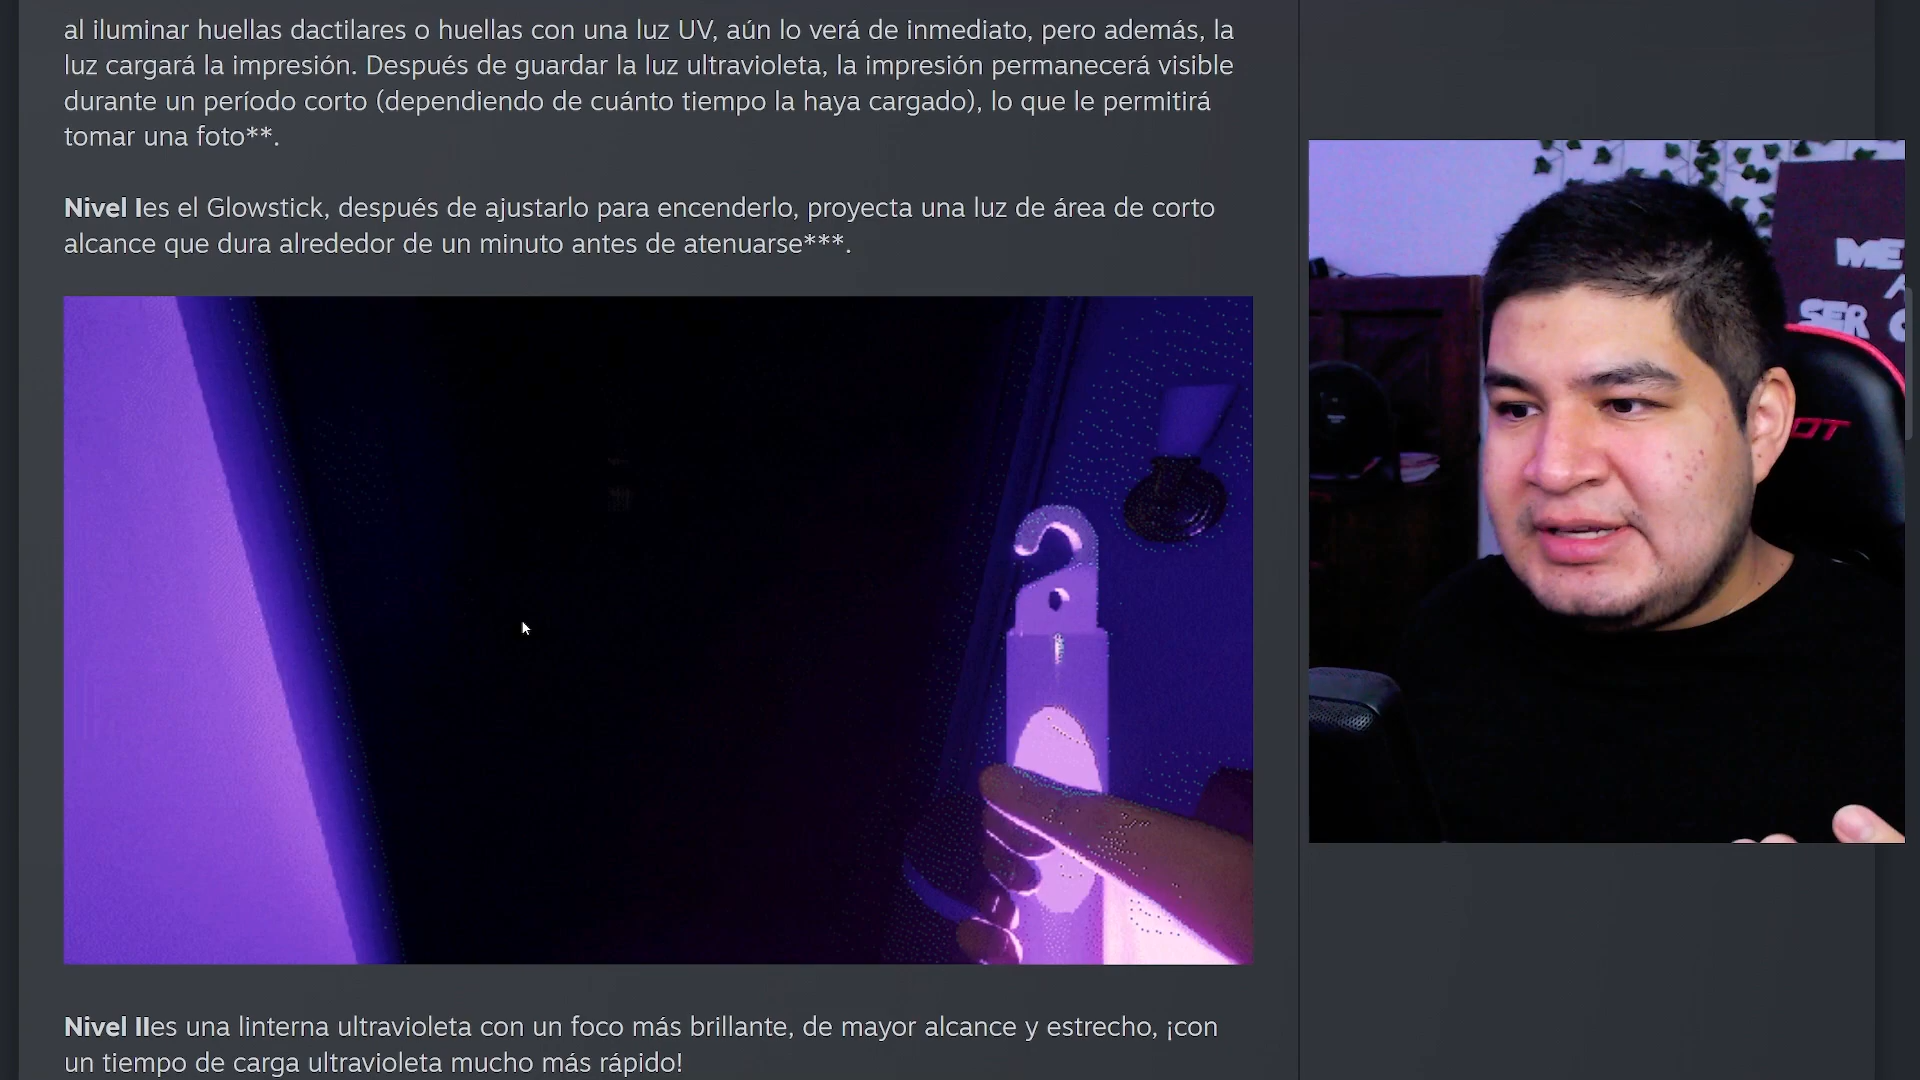 al iluminar huellas dactilares o huellas con una luz UV, aún lo verá de inmediato, pero además, la
luz cargará la impresión. Después de guardar la luz ultravioleta, la impresión permanecerá visible
durante un período corto (dependiendo de cuánto tiempo la haya cargado), lo que le permitirá
tomar una foto**.
Nivel Ies el Glowstick, después de ajustarlo para encenderlo, proyecta una luz de área de corto
alcance que dura alrededor de un minuto antes de atenuarse***.
ME
SER
OT
Nivel IIes una linterna ultravioleta con un foco más brillante, de mayor alcance y estrecho, ¡con
un tiempo de carga ultravioleta mucho más rápido!